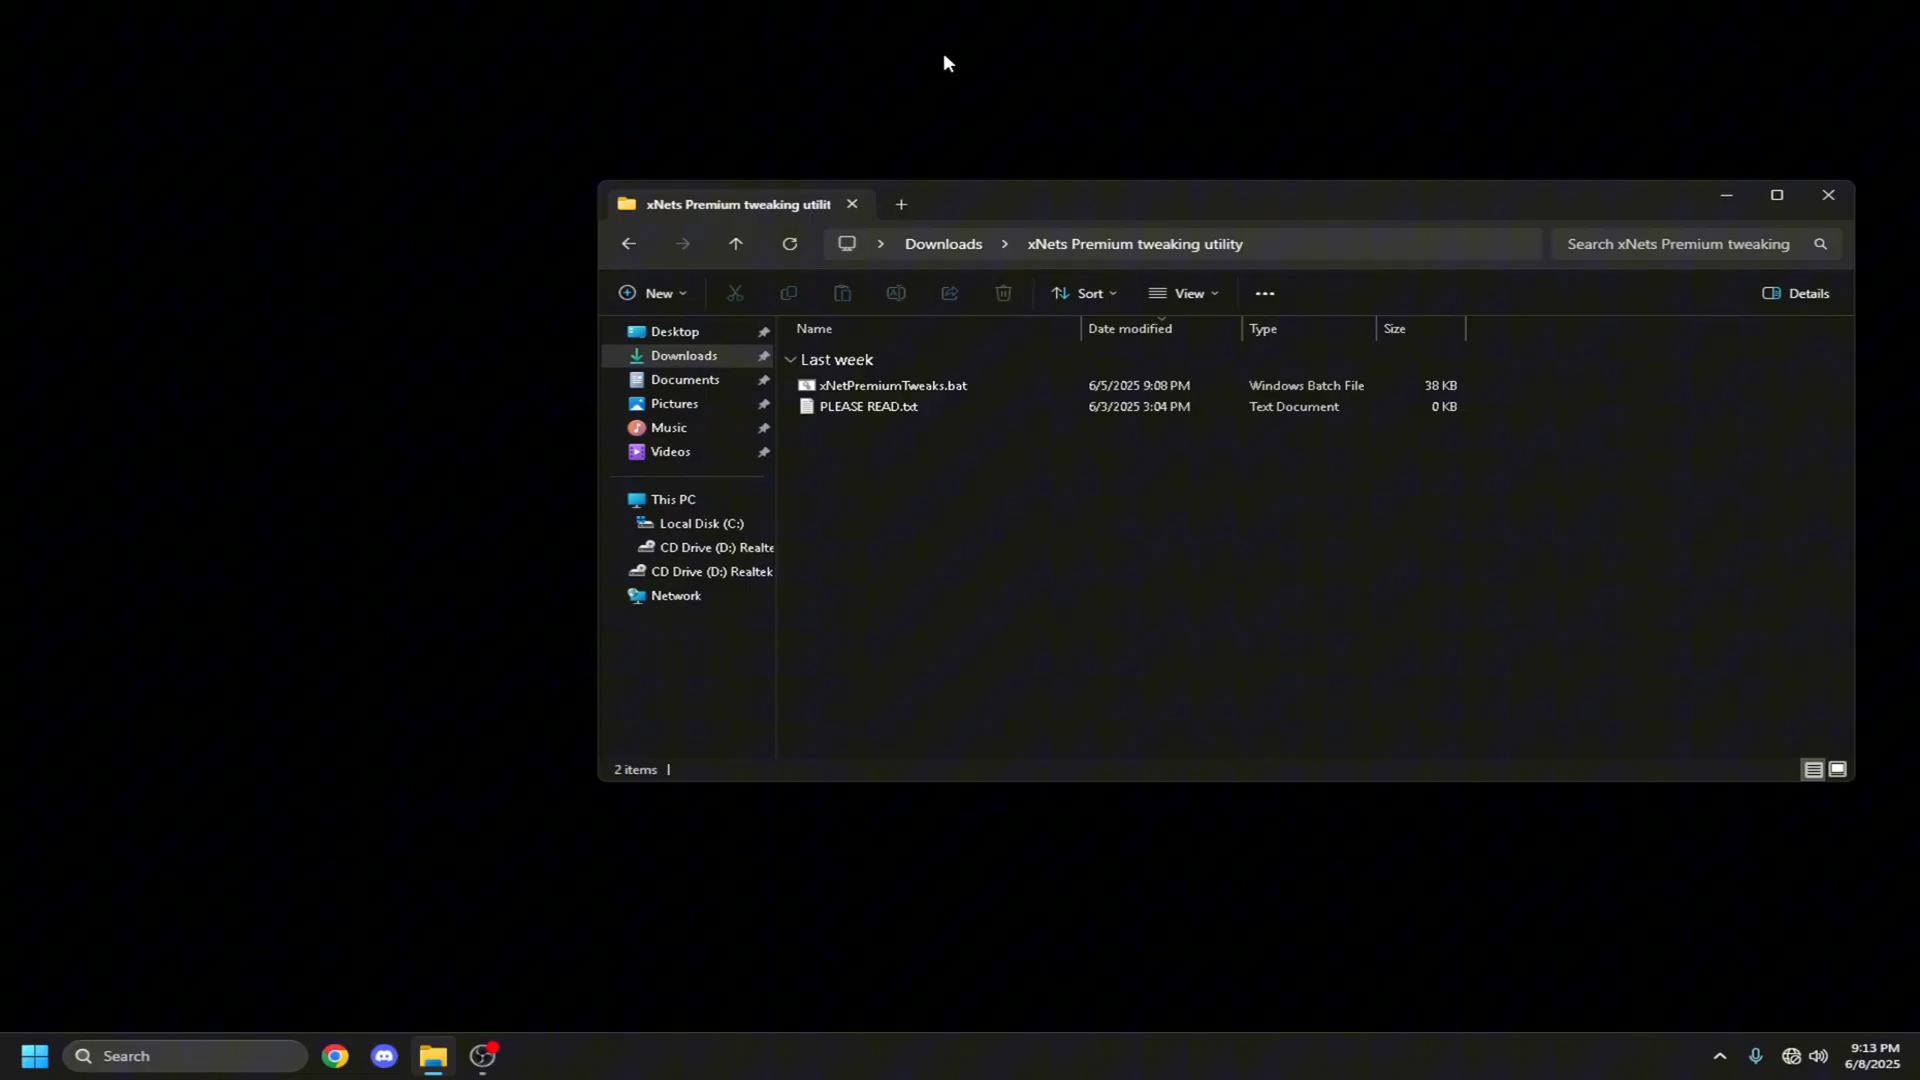 xNets Premium tweaking utilit
Downloads
xNets Premium tweaking utility
Search xNets Premium tweaking
New
Sort
View
Details
Desktop
Downloads
Documents
Pictures
Music
Videos
This PC
Local Disk (C:)
CD Drive (D:) Realte
CD Drive (D:) Realtek
Network
Name
Date modified
Type
Size
Last week
xNetPremiumTweaks.bat 6/5/2025 9:08 PM Windows Batch File 38 KB
PLEASE READ.txt 6/3/2025 3:04 PM Text Document 0 KB
2 items
Search
9:13 PM
6/8/2025